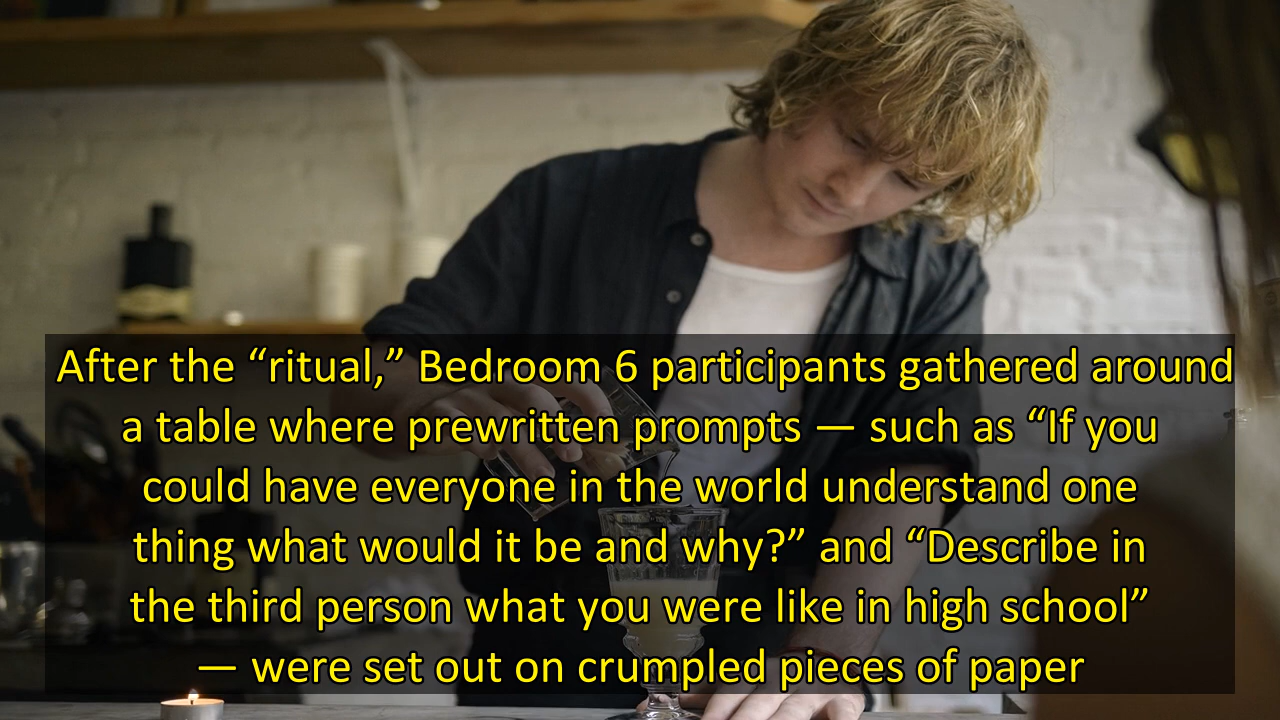 After the “ritual,” Bedroom 6 participants gathered around
a table where prewritten prompts — such as “If you
could have everyone in the world understand one
thing what would it be and why?” and “Describe in
the third person what you were like in high school”
— were set out on crumpled pieces of paper